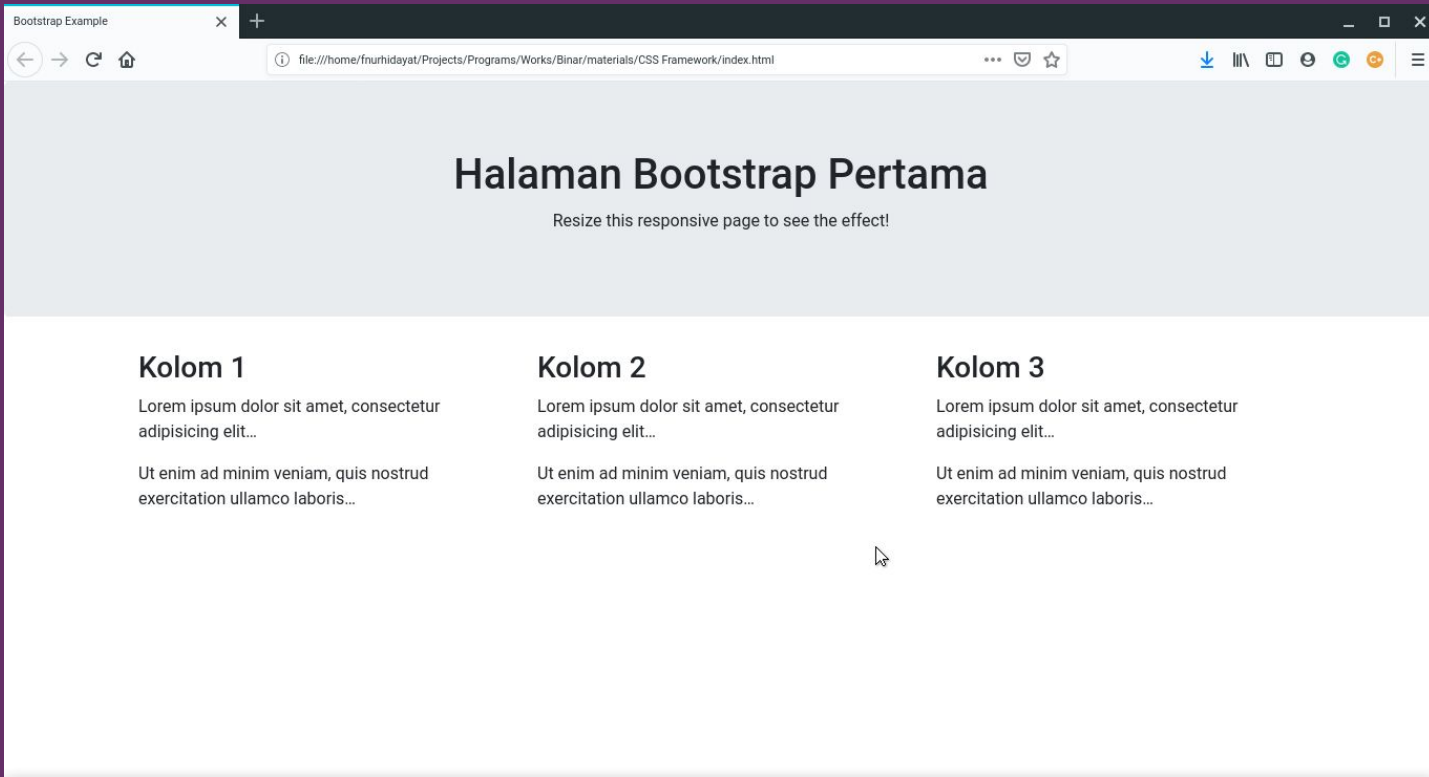 Bootstrap Example
file:///home/fnurhidayat/Projects/Programs/Works/Binar/materials/CSS Framework/index.html
Halaman Bootstrap Pertama
Resize this responsive page to see the effect!
Kolom 1
Lorem ipsum dolor sit amet, consectetur
adipisicing elit...
Ut enim ad minim veniam, quis nostrud
exercitation ullamco laboris...
Kolom 2
Lorem ipsum dolor sit amet, consectetur
adipisicing elit...
Ut enim ad minim veniam, quis nostrud
exercitation ullamco laboris...
Kolom 3
Lorem ipsum dolor sit amet, consectetur
adipisicing elit...
Ut enim ad minim veniam, quis nostrud
exercitation ullamco laboris...